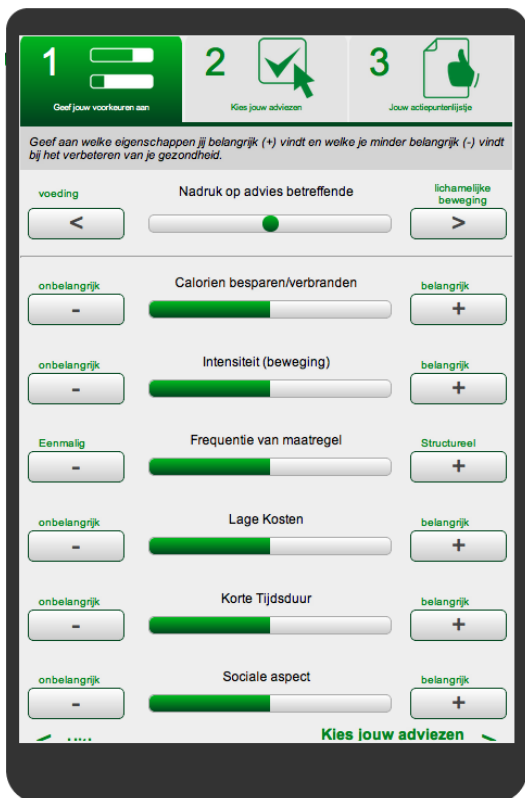 1
Geef jouw voorkeuren aan
2
Kies jouw adviezen
3
Jouw actiepuntenlijstje
Geef aan welke eigenschappen jij belangrijk (+) vindt en welke je minder belangrijk (-) vindt
bij het verbeteren van je gezondheid.
voeding
Nadruk op advies betreffende
lichamelijke
beweging
<
>
onbelangrijk
Calorien besparen/verbranden
belangrijk
-
+
onbelangrijk
Intensiteit (beweging)
belangrijk
-
+
Eenmalig
Frequentie van maatregel
Structureel
-
+
onbelangrijk
Lage Kosten
belangrijk
-
+
onbelangrijk
Korte Tijdsduur
belangrijk
-
+
onbelangrijk
Sociale aspect
belangrijk
-
+
Kies jouw adviezen